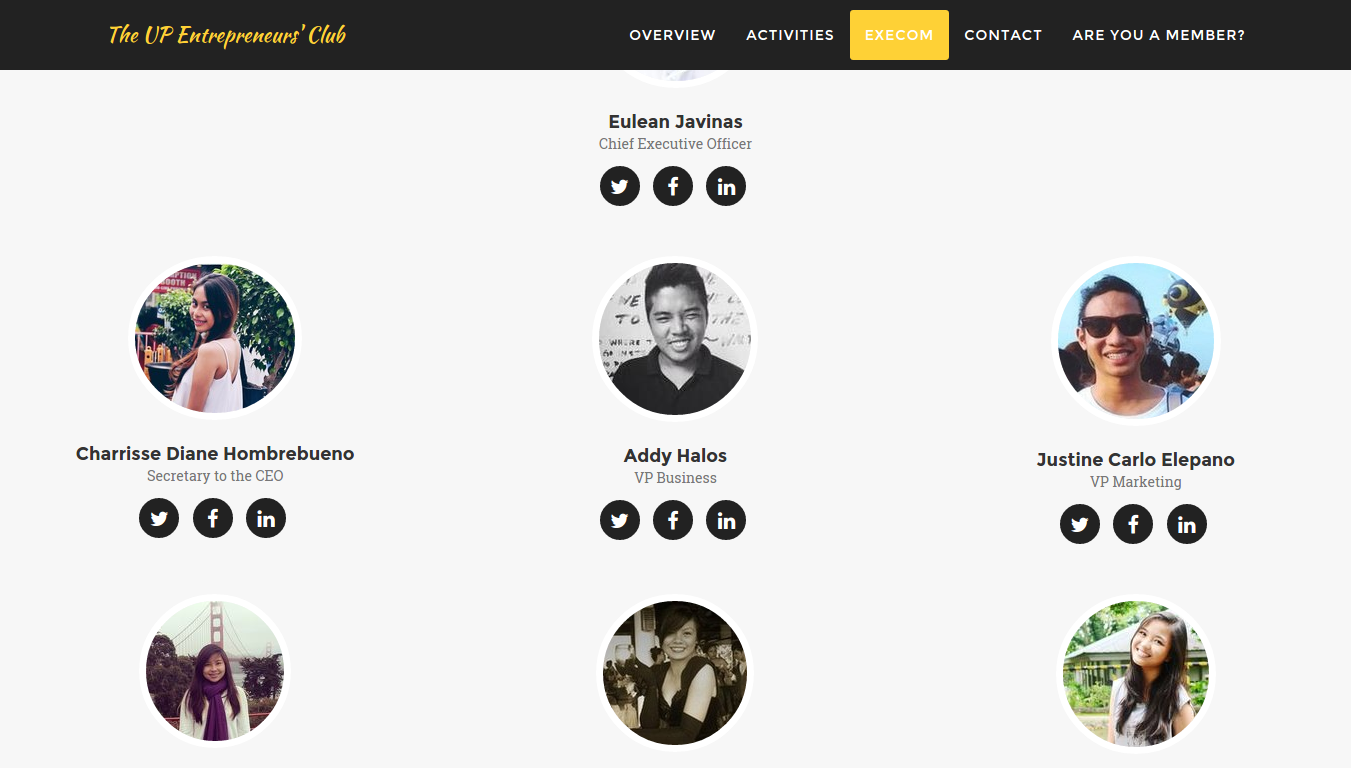 The UP Entrepreneurs' Club
OVERVIEW ACTIVITIES EXECOM CONTACT ARE YOU A MEMBER?
Eulean Javinas
Chief Executive Officer
Charrisse Diane Hombrebueno
Secretary to the CEO
Addy Halos
VP Business
Justine Carlo Elepano
VP Marketing